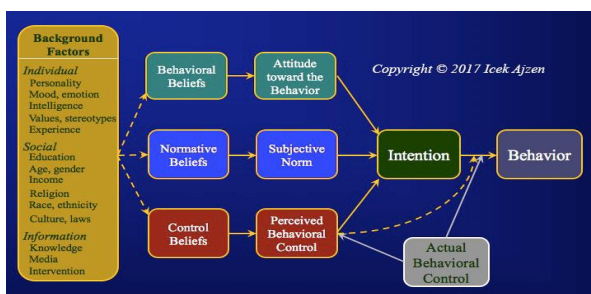 Background
Factors
Individual
Personality
Mood, emotion
Intelligence
Values, stereotypes
Experience
Social
Education
Age, gender
Income
Religion
Race, ethnicity
Culture, laws
Information
Knowledge
Media
Intervention
Behavioral
Beliefs
Attitude
toward the
Behavior
Copyright © 2017 Icek Ajzen
Normative
Beliefs
Subjective
Norm
Intention
Behavior
Control
Beliefs
Perceived
Behavioral
Control
Actual
Behavioral
Control